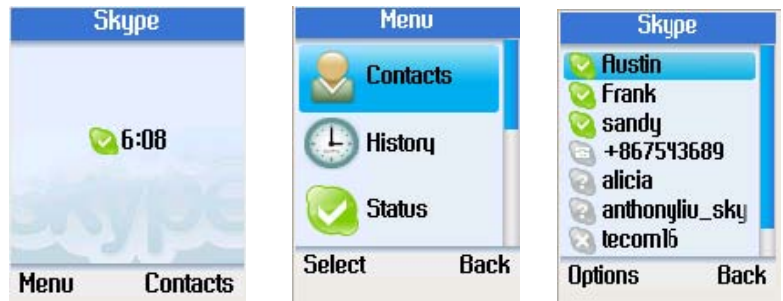 Skype
6:08
skype
Menu Contacts
Menu
Contacts
History
Status
Select Back
Skype
Austin
Frank
sandy
+867543689
alicia
anthonyliu_sky
tecom16
Options Back